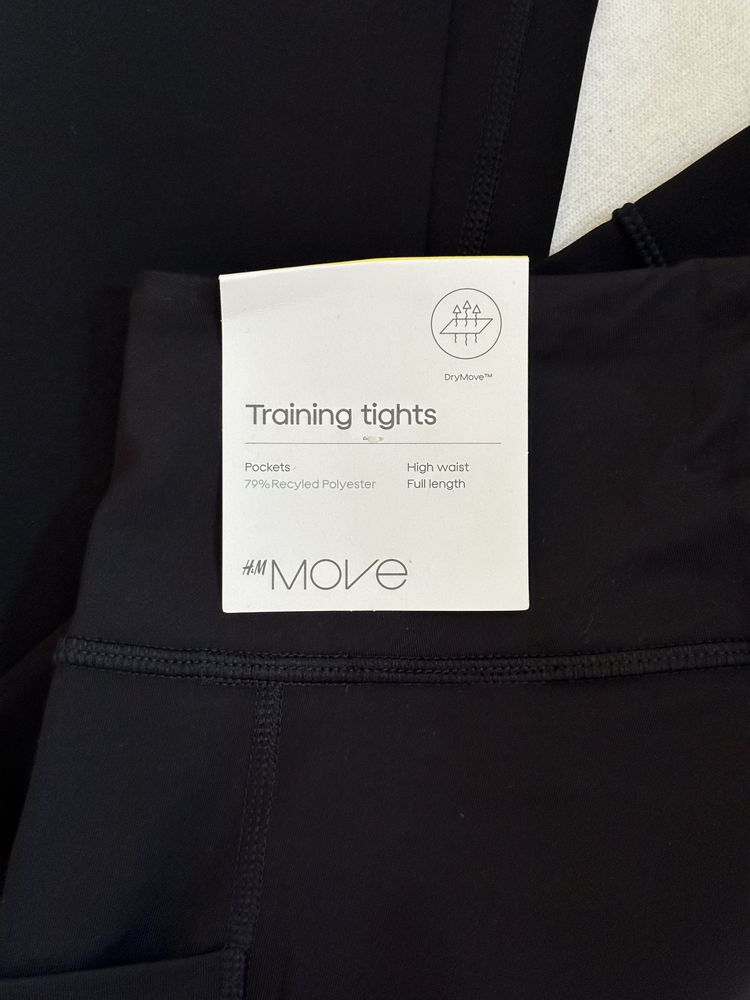 DryMove™
Training tights
Pockets
High waist
79%Recyled Polyester
Full length
H&M MOVE